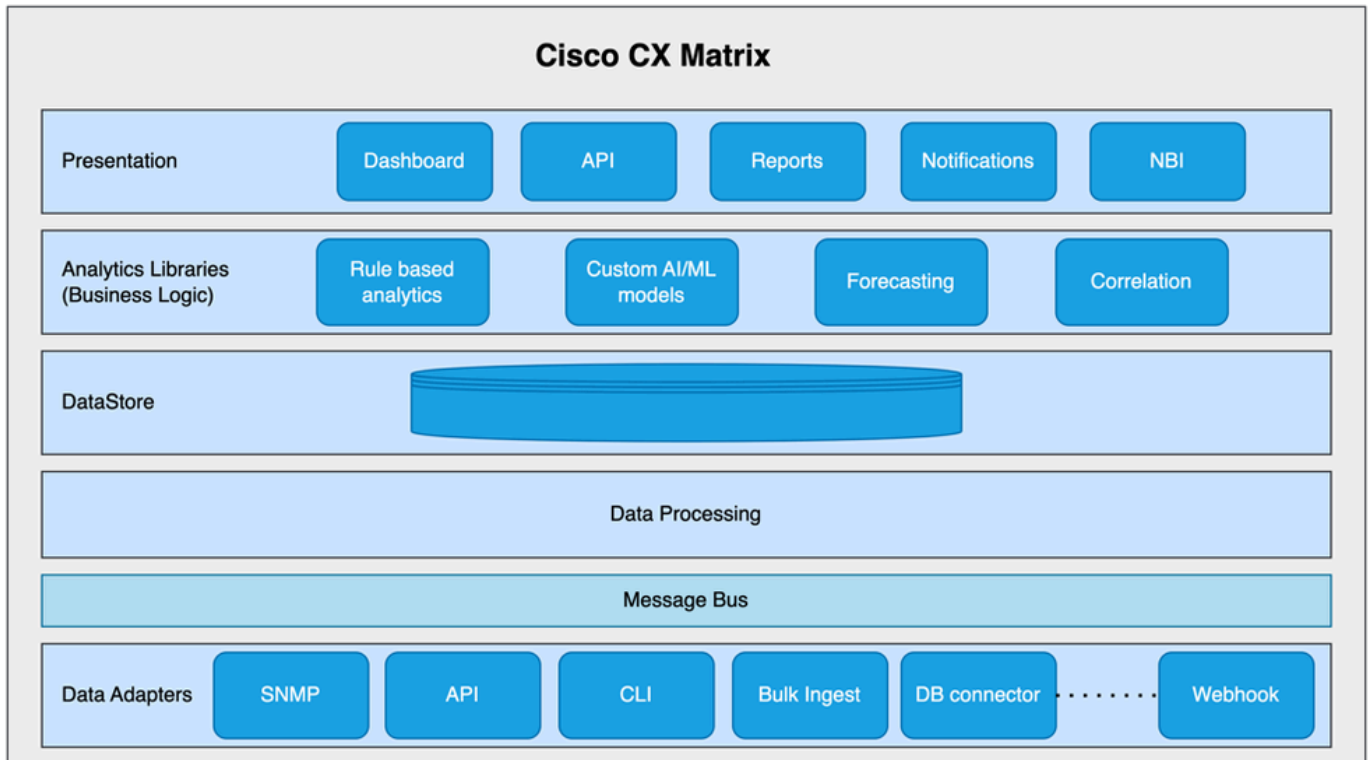 Cisco CX Matrix
Presentation
Dashboard
API
Reports
Notifications
NBI
Analytics Libraries
(Business Logic)
Rule based
analytics
Custom AI/ML
models
Forecasting
Correlation
DataStore
Data Processing
Message Bus
Data Adapters
SNMP
API
CLI
Bulk Ingest
DB connector
Webhook